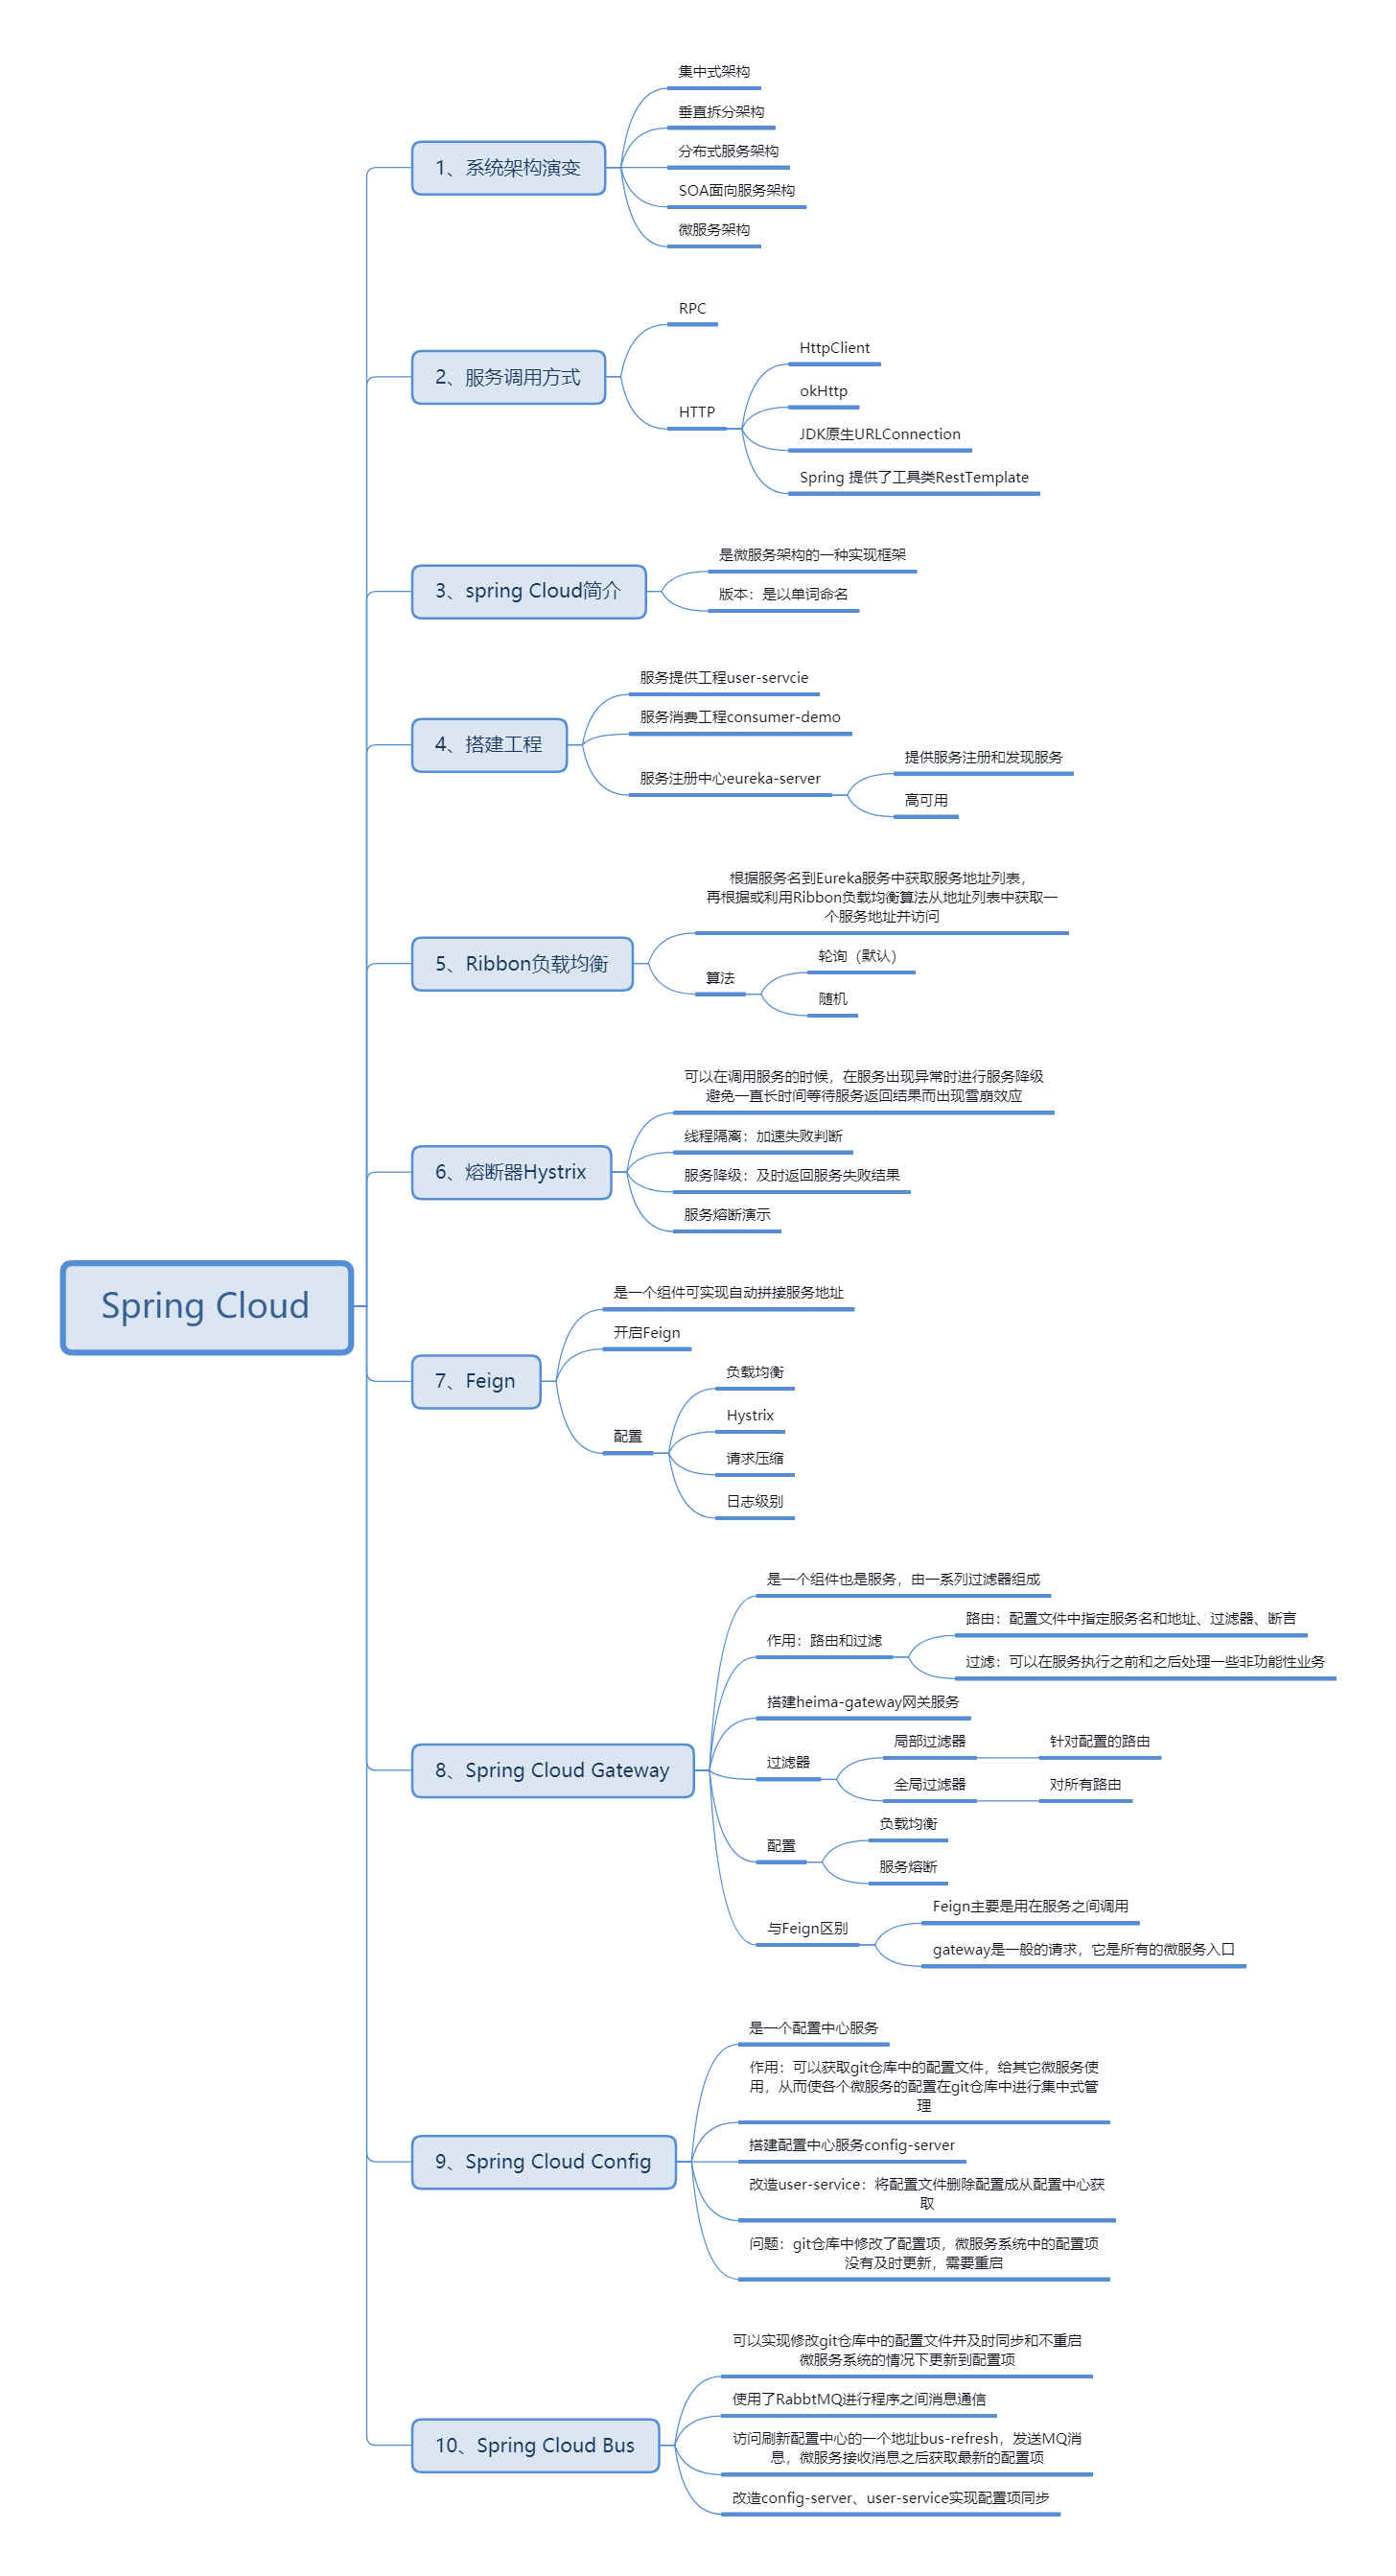 Spring Cloud
1、系统架构演变
集中式架构
垂直拆分架构
分布式服务架构
SOA面向服务架构
微服务架构
2、服务调用方式
RPC
HTTP
HttpClient
okHttp
JDK原生URLConnection
Spring 提供了工具类RestTemplate
3、spring Cloud简介
是微服务架构的一种实现框架
版本：是以单词命名
4、搭建工程
服务提供工程user-servcie
服务消费工程consumer-demo
服务注册中心eureka-server
提供服务注册和发现服务
高可用
5、Ribbon负载均衡
根据服务名到Eureka服务中获取服务地址列表，
再根据或利用Ribbon负载均衡算法从地址列表中获取一
个服务地址并访问
算法
轮询（默认）
随机
6、熔断器Hystrix
可以在调用服务的时候，在服务出现异常时进行服务降级
避免一直长时间等待服务返回结果而出现雪崩效应
线程隔离：加速失败判断
服务降级：及时返回服务失败结果
服务熔断演示
7、Feign
是一个组件可实现自动拼接服务地址
开启Feign
配置
负载均衡
Hystrix
请求压缩
日志级别
8、Spring Cloud Gateway
是一个组件也是服务，由一系列过滤器组成
作用：路由和过滤
路由：配置文件中指定服务名和地址、过滤器、断言
过滤：可以在服务执行之前和之后处理一些非功能性业务
搭建heima-gateway网关服务
过滤器
局部过滤器
针对配置的路由
全局过滤器
对所有路由
配置
负载均衡
服务熔断
与Feign区别
Feign主要是用在服务之间调用
gateway是一般的请求，它是所有的微服务入口
9、Spring Cloud Config
是一个配置中心服务
作用：可以获取git仓库中的配置文件，给其它微服务使
用，从而使各个微服务的配置在git仓库中进行集中式管
理
搭建配置中心服务config-server
改造user-service：将配置文件删除配置成从配置中心获
取
问题：git仓库中修改了配置项，微服务系统中的配置项
没有及时更新，需要重启
10、Spring Cloud Bus
可以实现修改git仓库中的配置文件并及时同步和不重启
微服务系统的情况下更新到配置项
使用了RabbtMQ进行程序之间消息通信
访问刷新配置中心的一个地址bus-refresh，发送MQ消
息，微服务接收消息之后获取最新的配置项
改造config-server、user-service实现配置项同步